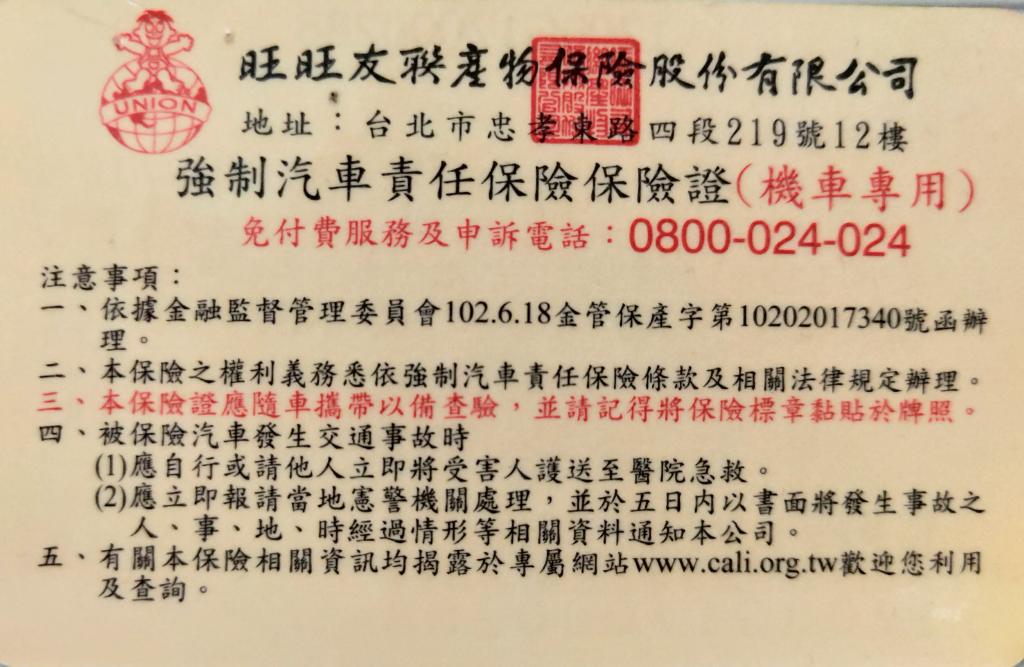 UNION
旺旺友聯產物保險股份有限公司
地址：台北市忠孝東路四段219號12樓
強制汽車責任保險保險證(機車專用)
免付費服務及申訴電話：0800-024-024
注意事項：
一、依據金融監督管理委員會102.6.18金管保產字第10202017340號函辦
理。
二、本保險之權利義務悉依強制汽車責任保險條款及相關法律規定辦理。
三、本保險證應隨車攜帶以備查驗，並請記得將保險標章黏貼於牌照。
四、被保險汽車發生交通事故時
(1)應自行或請他人立即將受害人護送至醫院急救。
(2)應立即報請當地憲警機關處理，並於五日內以書面將發生事故之
人、事、地、時經過情形等相關資料通知本公司。
五、有關本保險相關資訊均揭露於專屬網站www.cali.org.tw歡迎您利用
及查詢。